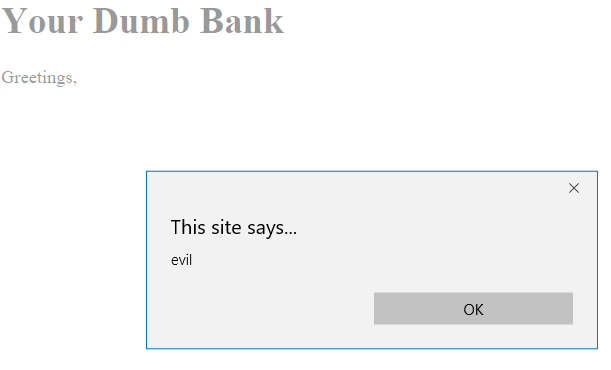 Your Dumb Bank
Greetings,
This site says...
evil
OK